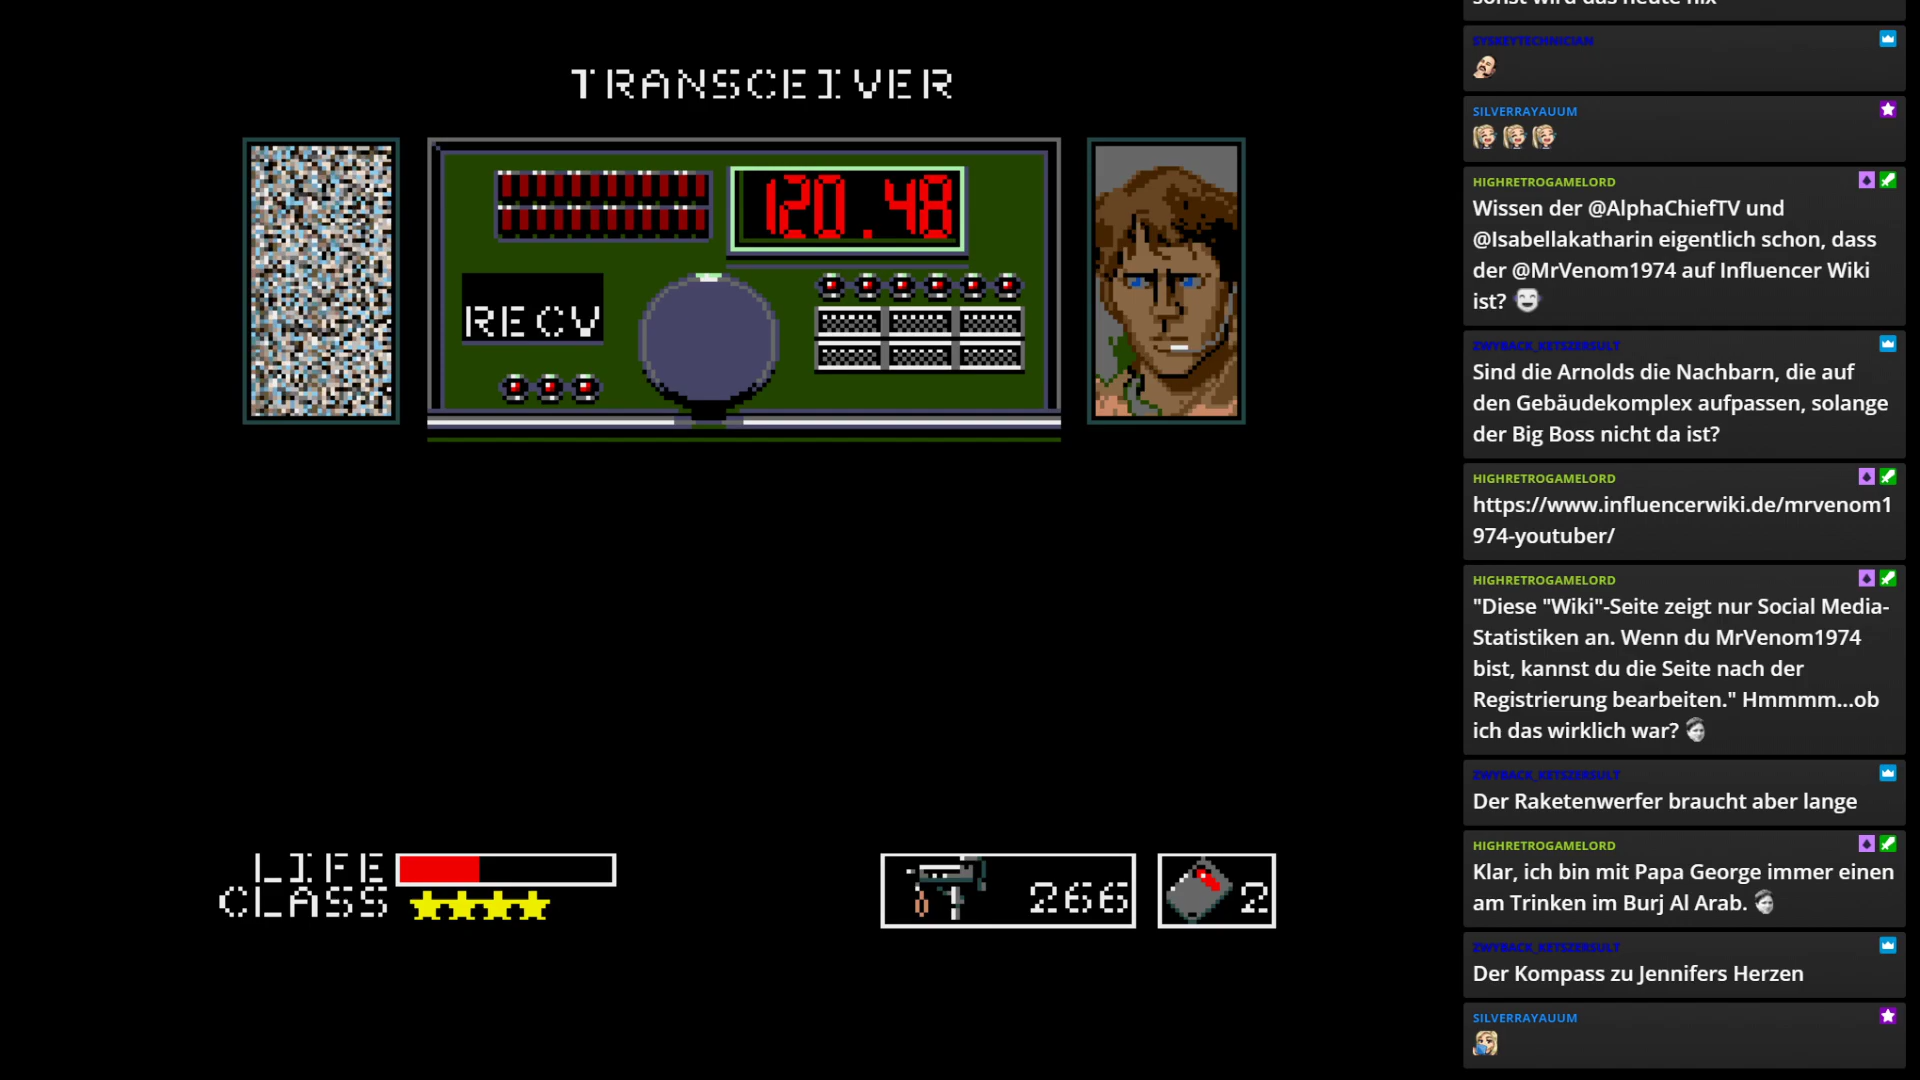 TRANSCEIVER
120.48
RECV
LIFE
CLASS
266
2
SYSKEYTECHNICIAN
SILVERRAYAUUM
HIGHRETROGAMELORD
Wissen der @AlphaChiefTV und
@Isabellakatharin eigentlich schon, dass
der @MrVenom1974 auf Influencer Wiki
ist?
ZWYBACK_KETSZERSULT
Sind die Arnolds die Nachbarn, die auf
den Gebäudekomplex aufpassen, solange
der Big Boss nicht da ist?
HIGHRETROGAMELORD
https://www.influencerwiki.de/mrvenom1
974-youtuber/
HIGHRETROGAMELORD
"Diese "Wiki"-Seite zeigt nur Social Media-
Statistiken an. Wenn du MrVenom1974
bist, kannst du die Seite nach der
Registrierung bearbeiten." Hmmmm...ob
ich das wirklich war?
ZWYBACK_KETSZERSULT
Der Raketenwerfer braucht aber lange
HIGHRETROGAMELORD
Klar, ich bin mit Papa George immer einen
am Trinken im Burj Al Arab.
ZWYBACK_KETSZERSULT
Der Kompass zu Jennifers Herzen
SILVERRAYAUUM